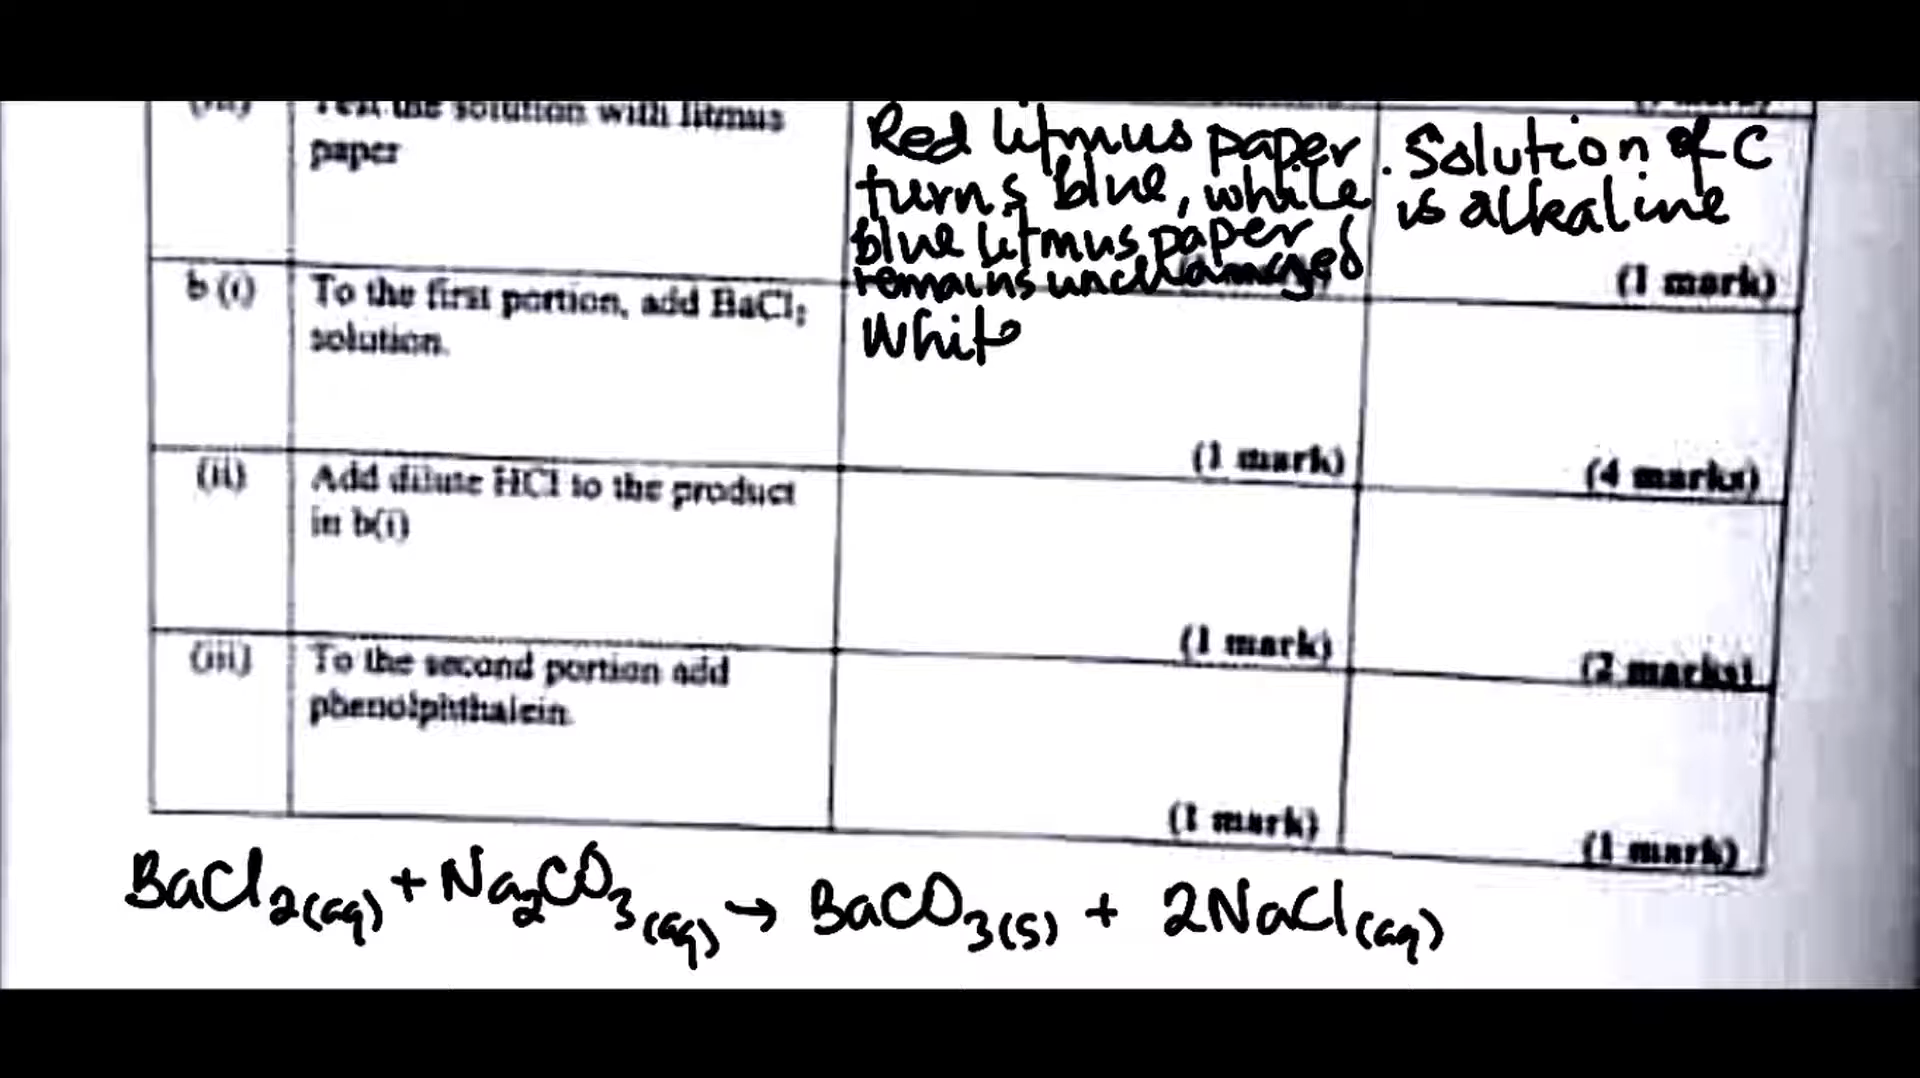 (iii) Test the solution with litmus
paper
Red litmus paper
turns blue, while
blue litmus paper
remains unchanged
. Solution of C
is alkaline
(1 mark)
b (i) To the first portion, add BaCl2
solution.
White
(1 mark)
(4 marks)
(ii) Add dilute HCl to the product
in b(i)
(1 mark)
(2 marks)
(iii) To the second portion add
phenolphthalein
(1 mark)
(1 mark)
BaCl2(aq) + Na2CO3(aq) → BaCO3(s) + 2NaCl(aq)